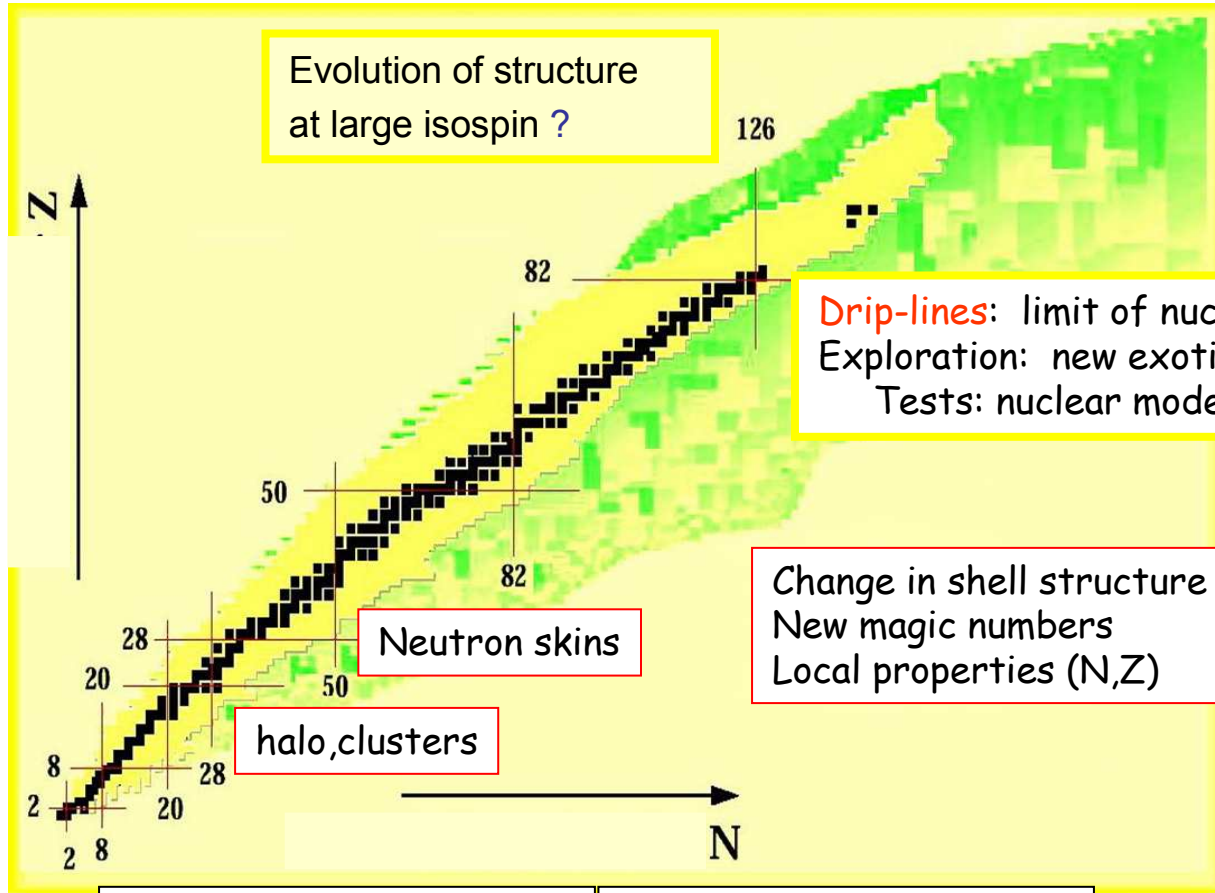 Evolution of structure
at large isospin ?
126
Z
82
Drip-lines: limit of nuc
Exploration: new exoti
Tests: nuclear mode
50
82
Change in shell structure
New magic numbers
Local properties (N,Z)
28
Neutron skins
20
50
halo,clusters
8
28
2
20
N
2
8